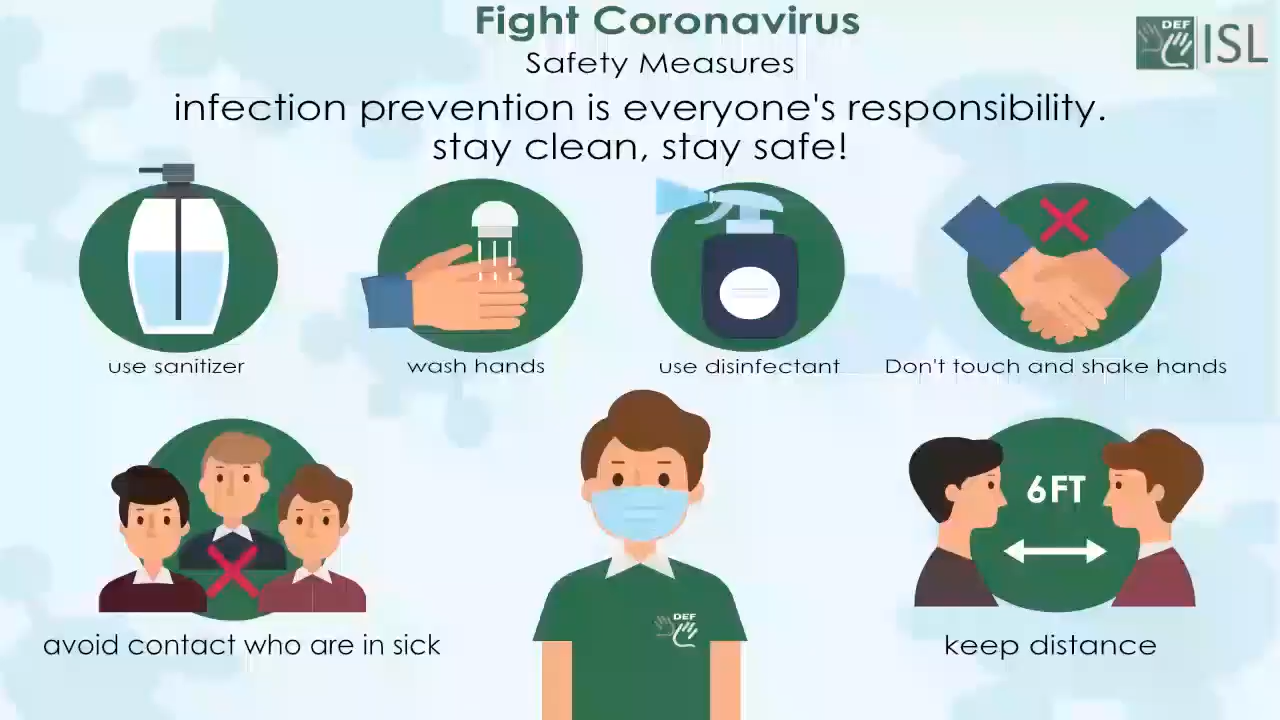 Fight Coronavirus
DEF
ISL
Safety Measures
infection prevention is everyone's responsibility.
stay clean, stay safe!
use sanitizer
wash hands
use disinfectant
Don't touch and shake hands
6FT
DEF
avoid contact who are in sick
keep distance